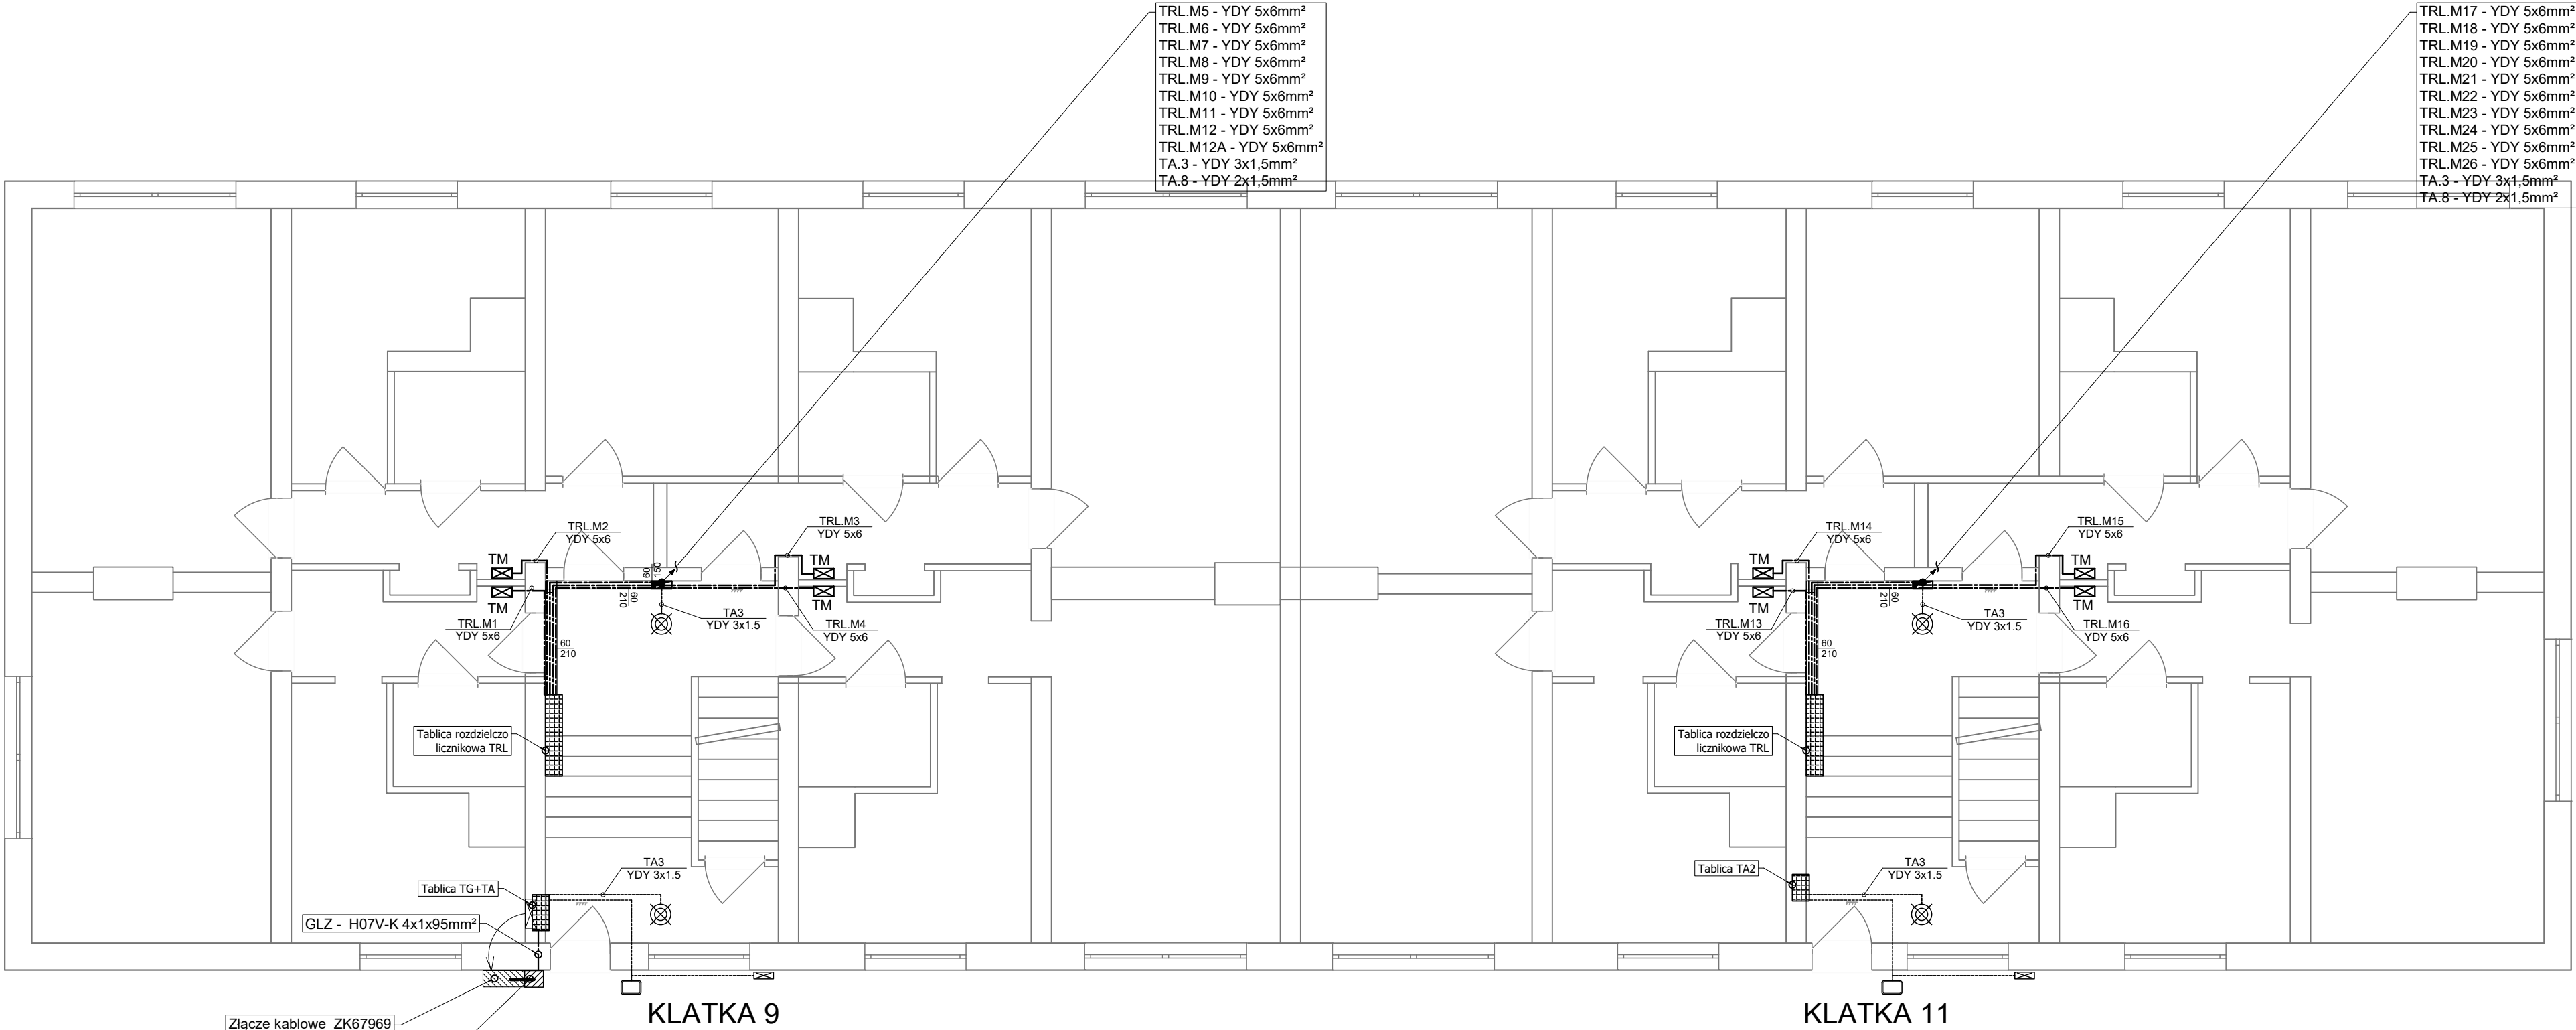 TRL.M5 - YDY 5x6mm²
TRL.M6 - YDY 5x6mm²
TRL.M7 - YDY 5x6mm²
TRL.M8 - YDY 5x6mm²
TRL.M9 - YDY 5x6mm²
TRL.M10 - YDY 5x6mm²
TRL.M11 - YDY 5x6mm²
TRL.M12 - YDY 5x6mm²
TRL.M12A - YDY 5x6mm²
TA.3 - YDY 3x1,5mm²
TA.8 - YDY 2x1,5mm²
TRL.M17 - YDY 5x6mm²
TRL.M18 - YDY 5x6mm²
TRL.M19 - YDY 5x6mm²
TRL.M20 - YDY 5x6mm²
TRL.M21 - YDY 5x6mm²
TRL.M22 - YDY 5x6mm²
TRL.M23 - YDY 5x6mm²
TRL.M24 - YDY 5x6mm²
TRL.M25 - YDY 5x6mm²
TRL.M26 - YDY 5x6mm²
TA.3 - YDY 3x1,5mm²
TA.8 - YDY 2x1,5mm²
TRL.M2
YDY 5x6
TRL.M3
YDY 5x6
TM
TM
TM
TM
60
150
60
210
TRL.M1
YDY 5x6
TA3
YDY 3x1.5
TRL.M4
YDY 5x6
60
210
Tablica rozdzielczo
licznikowa TRL
TA3
YDY 3x1.5
Tablica TG+TA
GLZ - H07V-K 4x1x95mm²
KLATKA 9
Złącze kablowe ZK67969
TRL.M14
YDY 5x6
TRL.M15
YDY 5x6
TM
TM
TM
TM
60
210
TRL.M13
YDY 5x6
TA3
YDY 3x1.5
TRL.M16
YDY 5x6
60
210
Tablica rozdzielczo
licznikowa TRL
Tablica TA2
TA3
YDY 3x1.5
KLATKA 11